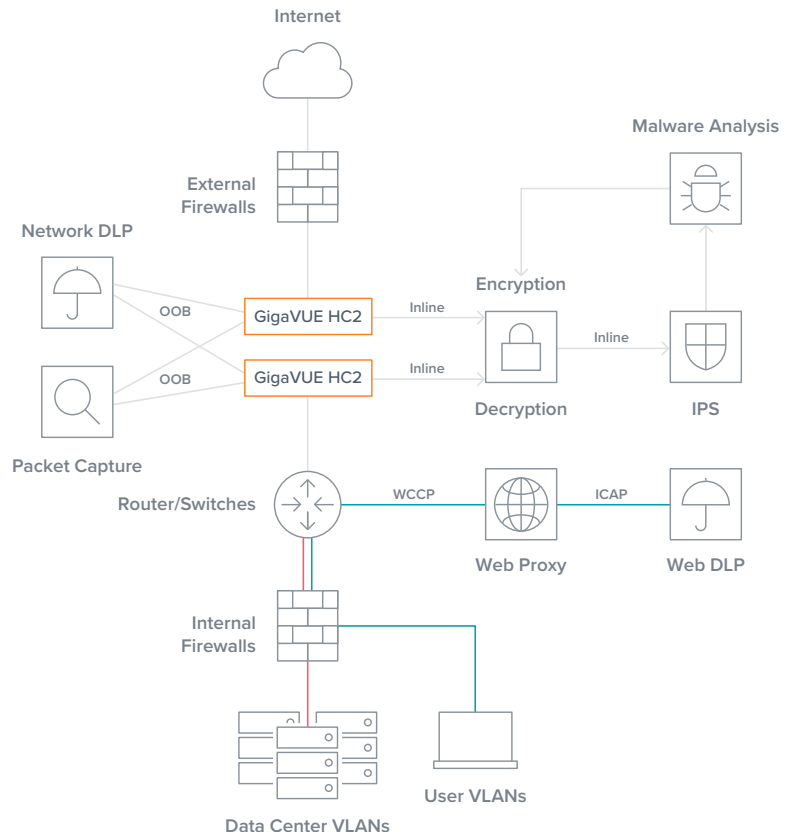 Internet
Malware Analysis
External
Firewalls
Network DLP
OOB
GigaVUE HC2
Inline
Encryption
Inline
OOB
GigaVUE HC2
Inline
Decryption
IPS
Packet Capture
Router/Switches
WCCP
ICAP
Web Proxy
Web DLP
Internal
Firewalls
User VLANs
Data Center VLANs